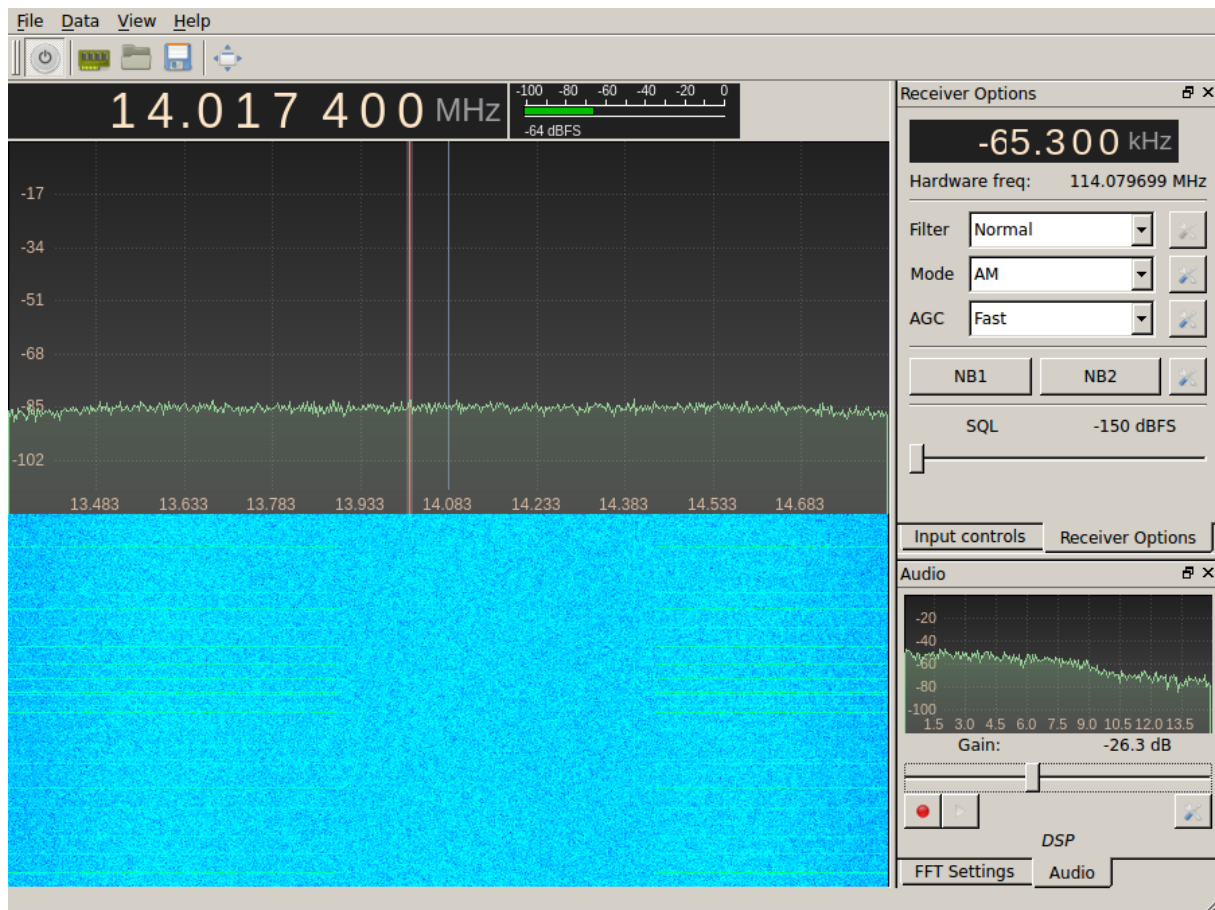 File Data View Help
14.017 400 MHz
-100 -80 -60 -40 -20 0
-64 dBFS
-17
-34
-51
-68
-85
-102
13.483 13.633 13.783 13.933 14.083 14.233 14.383 14.533 14.683
Receiver Options
-65.300 kHz
Hardware freq: 114.079699 MHz
Filter Normal
Mode AM
AGC Fast
NB1 NB2
SQL -150 dBFS
Input controls Receiver Options
Audio
-20
-40
-60
-80
-100
1.5 3.0 4.5 6.0 7.5 9.0 10.5 12.0 13.5
Gain: -26.3 dB
DSP
FFT Settings Audio